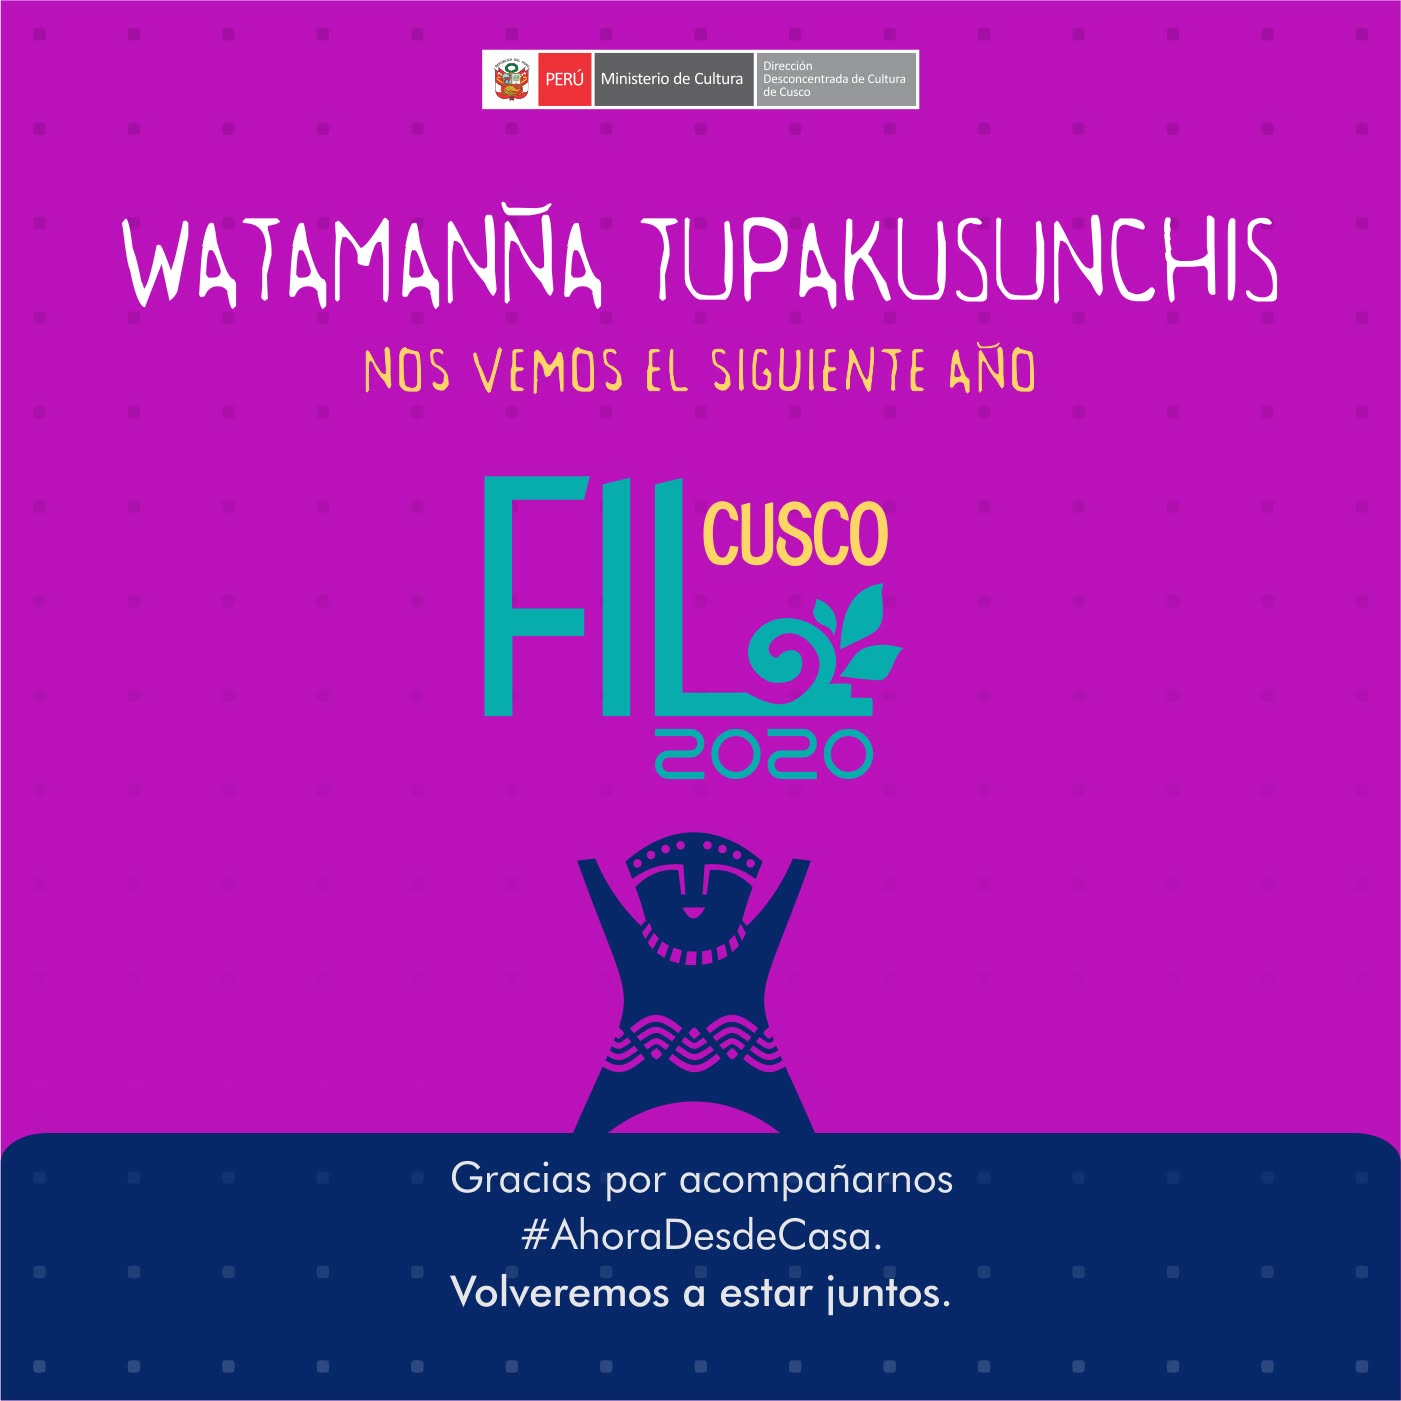 PERÚ
Ministerio de Cultura
Dirección
Desconcentrada de Cultura
de Cusco
WATAMANÑA TUPAKUSUNCHIS
NOS VEMOS EL SIGUIENTE AÑO
FIL
CUSCO
2020
Gracias por acompañarnos
#AhoraDesdeCasa.
Volveremos a estar juntos.